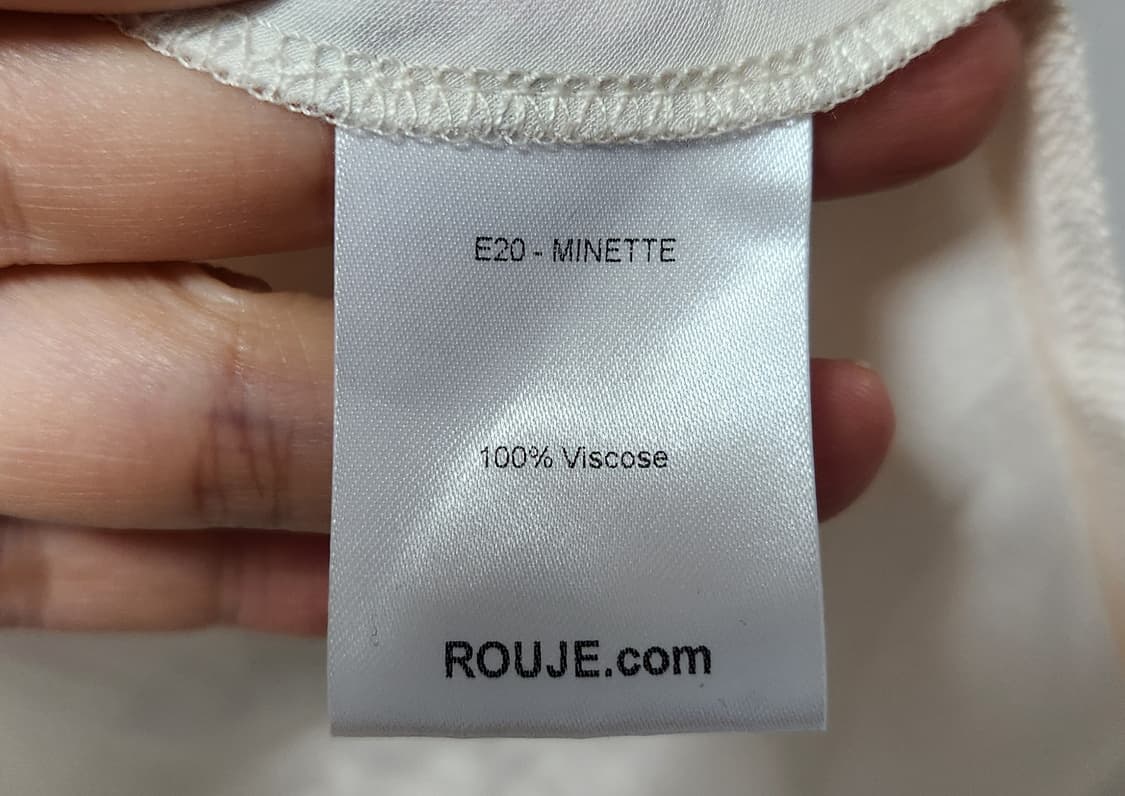 E20 - MINETTE
100% Viscose
ROUJE.com